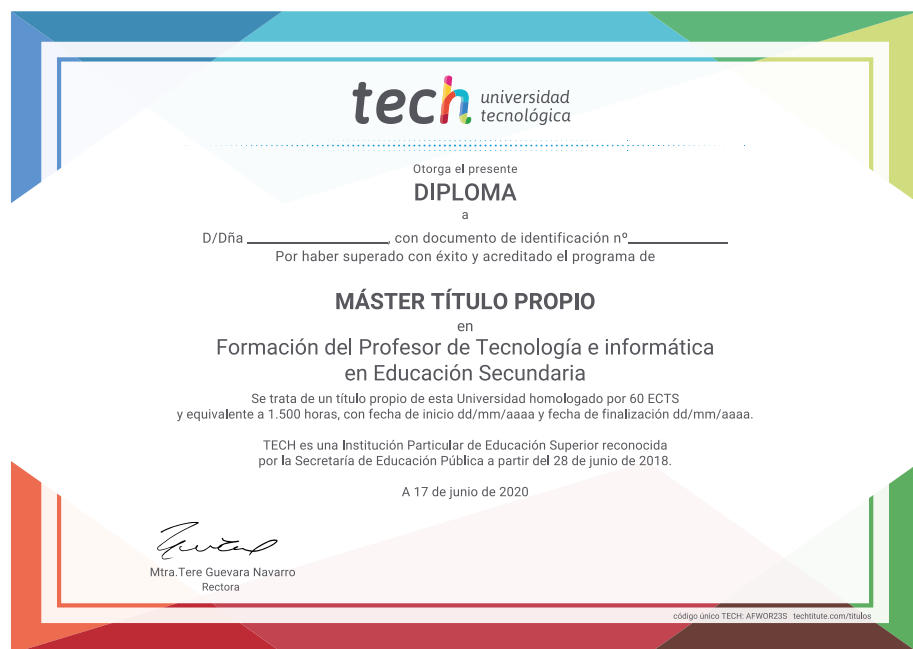 tech universidad
tecnológica
Otorga el presente
DIPLOMA
a
D/Dña ____________________, con documento de identificación nº______________
Por haber superado con éxito y acreditado el programa de
MÁSTER TÍTULO PROPIO
en
Formación del Profesor de Tecnología e informática
en Educación Secundaria
Se trata de un título propio de esta Universidad homologado por 60 ECTS
y equivalente a 1.500 horas, con fecha de inicio dd/mm/aaaa y fecha de finalización dd/mm/aaaa.
TECH es una Institución Particular de Educación Superior reconocida
por la Secretaría de Educación Pública a partir del 28 de junio de 2018.
A 17 de junio de 2020
Mtra.Tere Guevara Navarro
Rectora
código único TECH: AFWOR23S techtitute.com/titulos